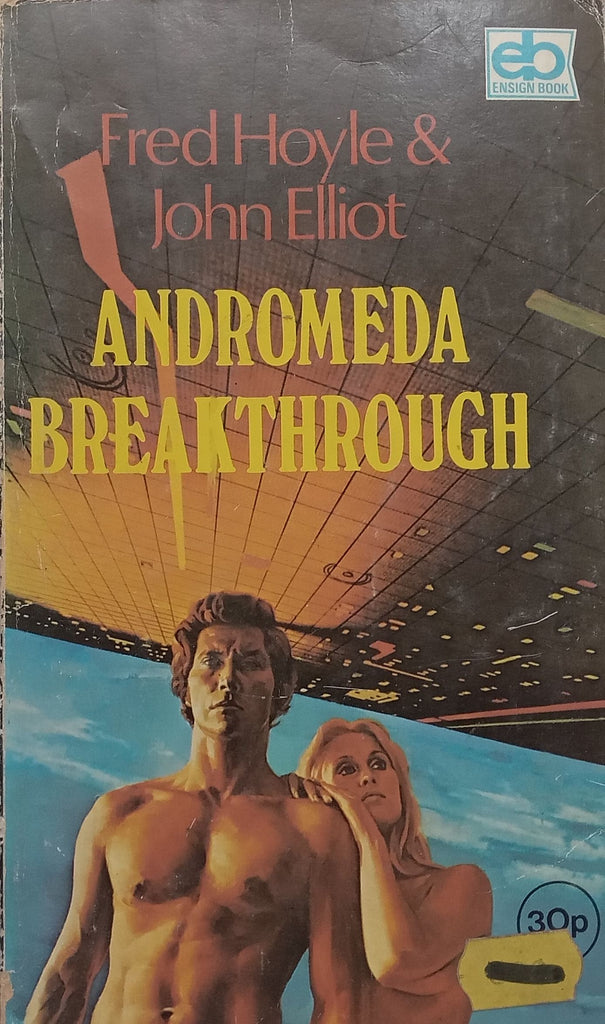 eb
ENSIGN BOOK
Fred Hoyle &
John Elliot
ANDROMEDA
BREAKTHROUGH
30p